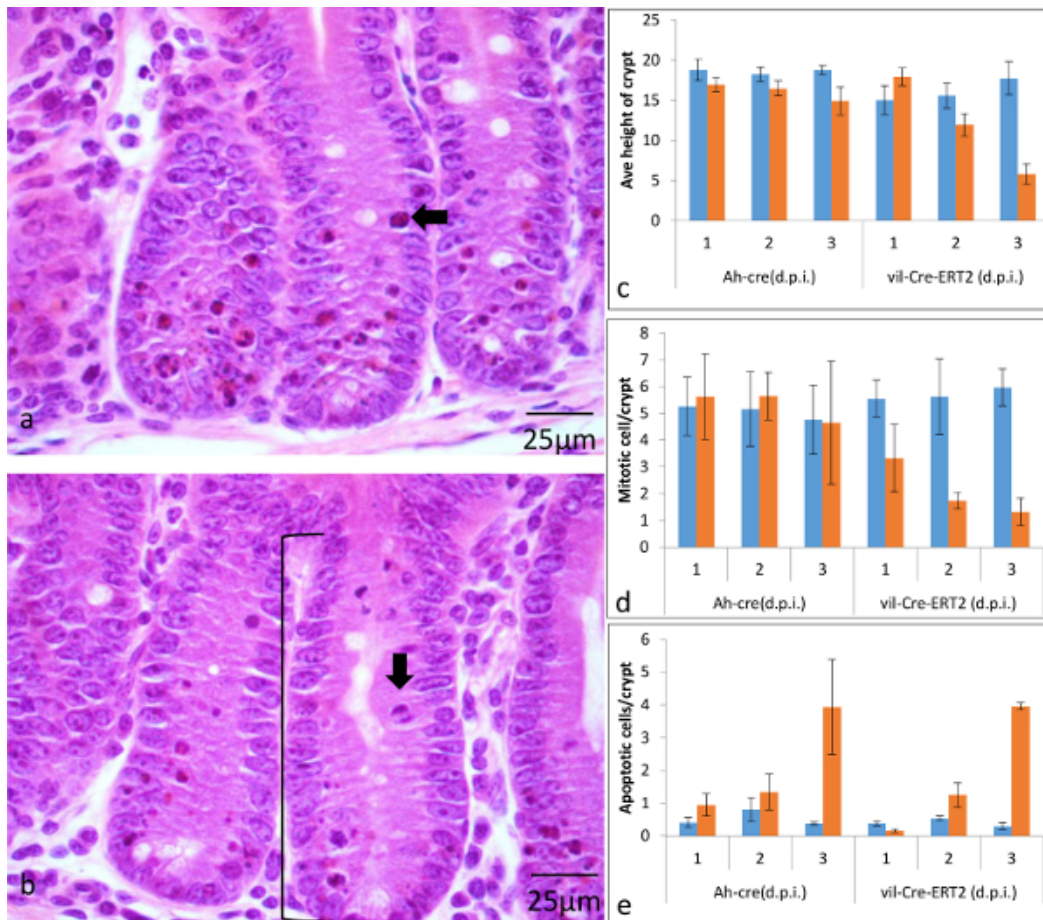 a
25μm
b
25μm
Ave height of crypt
25
20
15
10
5
0
1 2 3 1 2 3
Ah-cre(d.p.i.) vil-Cre-ERT2 (d.p.i.)
c
Mitotic cell/crypt
8
7
6
5
4
3
2
1
0
1 2 3 1 2 3
Ah-cre(d.p.i.) vil-Cre-ERT2 (d.p.i.)
d
Apoptotic cells/crypt
6
5
4
3
2
1
0
1 2 3 1 2 3
Ah-cre(d.p.i.) vil-Cre-ERT2 (d.p.i.)
e